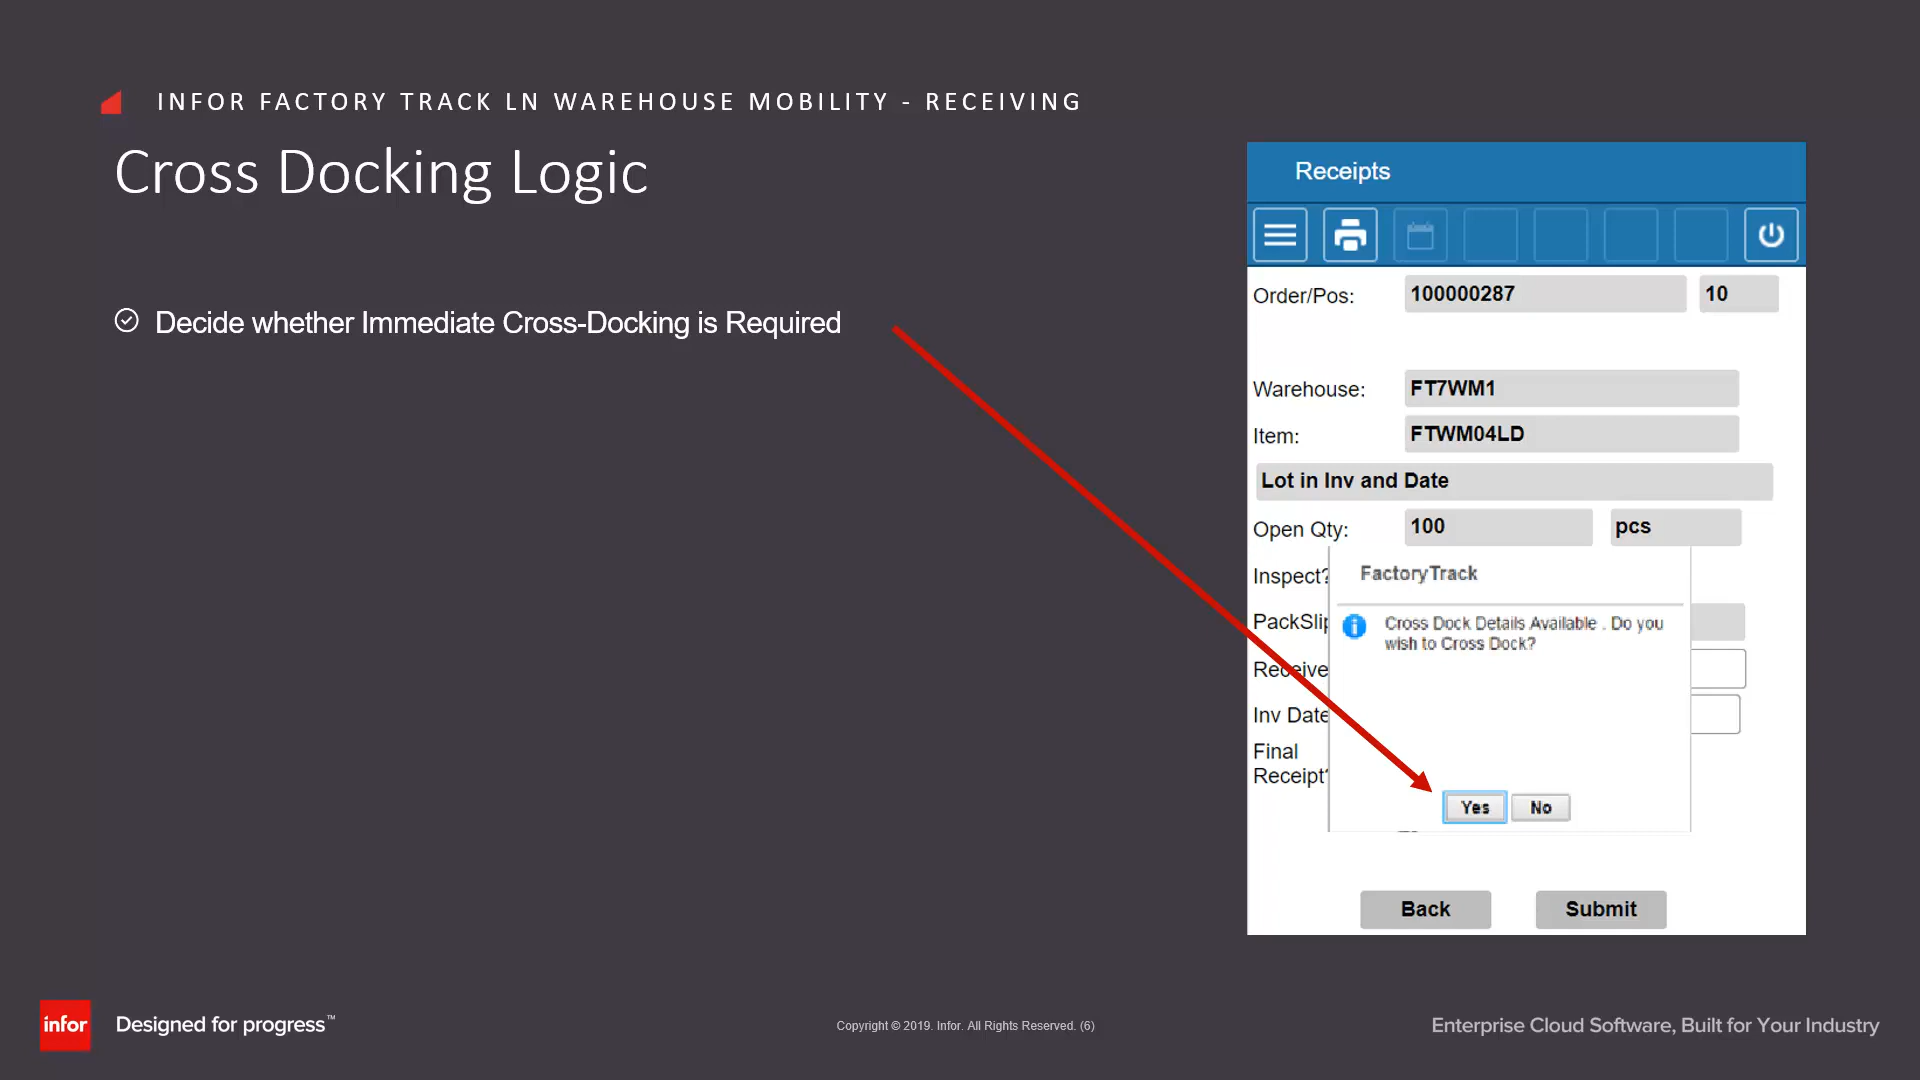 INFOR FACTORY TRACK LN WAREHOUSE MOBILITY - RECEIVING
Cross Docking Logic
Decide whether Immediate Cross-Docking is Required
Receipts
Order/Pos: 100000287 10
Warehouse: FT7WM1
Item: FTWM04LD
Lot in Inv and Date
Open Qty: 100 pcs
Inspect?
FactoryTrack
PackSlip
Cross Dock Details Available . Do you
wish to Cross Dock?
Receive
Inv Date
Final
Receipt?
Yes No
Back Submit
infor Designed for progress™
Copyright © 2019. Infor. All Rights Reserved. (6)
Enterprise Cloud Software, Built for Your Industry